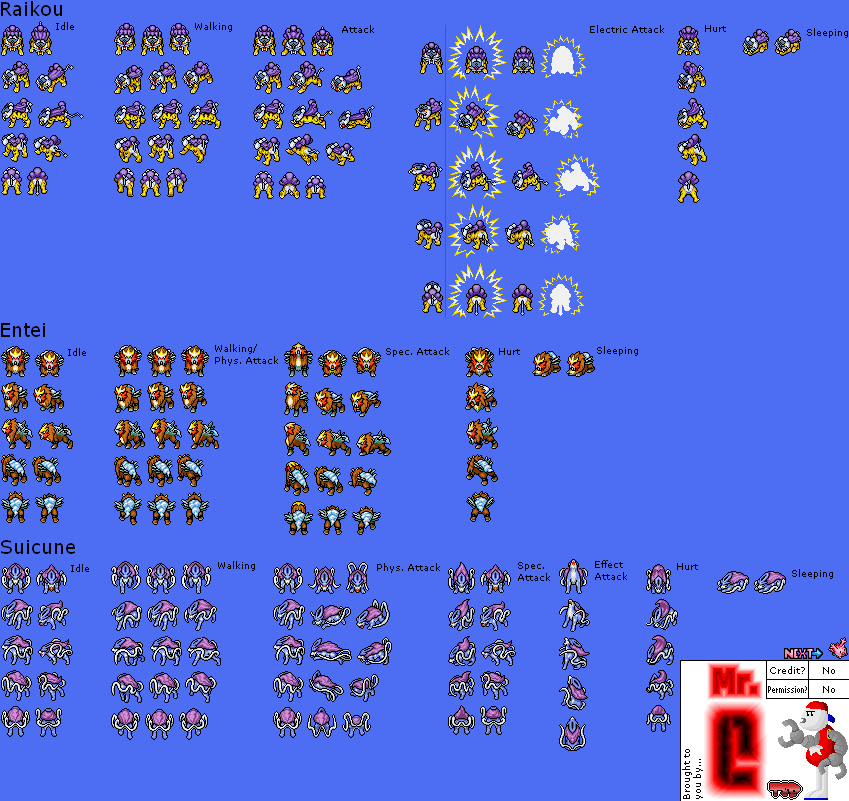 Raikou
Idle
Walking
Attack
Electric Attack
Hurt
Sleeping
Entei
Idle
Walking/
Phys. Attack
Spec. Attack
Hurt
Sleeping
Suicune
Idle
Walking
Phys. Attack
Spec.
Attack
Effect
Attack
Hurt
Sleeping
NEXT
Mr.
C
Credit? No
Permission? No
Brought to
you by...